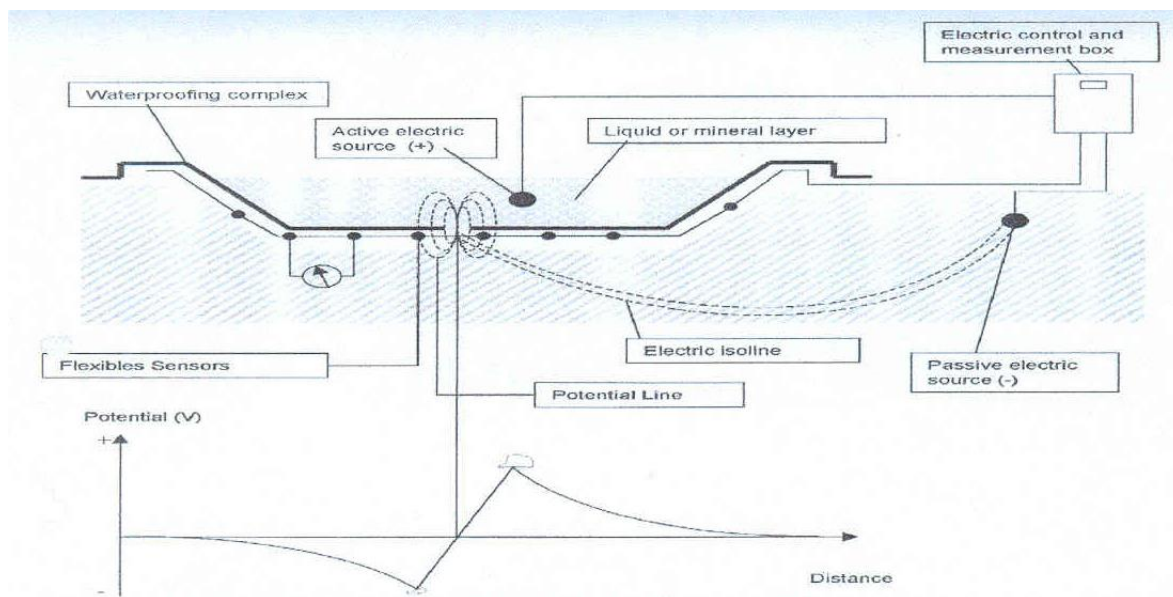 Electric control and
measurement box
Waterproofing complex
Active electric
source (+)
Liquid or mineral layer
Flexibles Sensors
Electric isoline
Passive electric
source (-)
Potential Line
Potential (V)
+
-
Distance